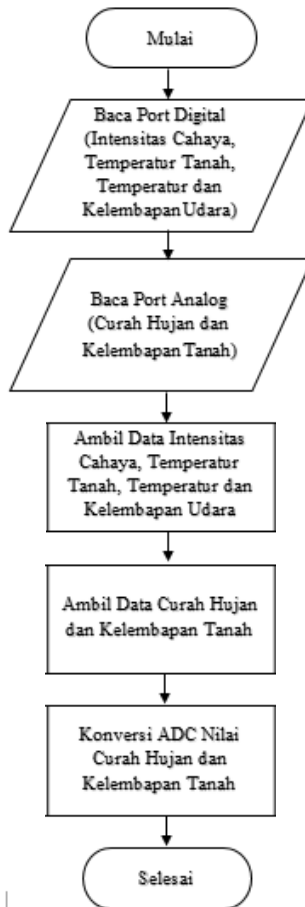 Mulai
Baca Port Digital
(Intensitas Cahaya,
Temperatur Tanah,
Temperatur dan
Kelembapan Udara)
Baca Port Analog
(Curah Hujan dan
Kelembapan Tanah)
Ambil Data Intensitas
Cahaya, Temperatur
Tanah, Temperatur dan
Kelembapan Udara
Ambil Data Curah Hujan
dan Kelembapan Tanah
Konversi ADC Nilai
Curah Hujan dan
Kelembapan Tanah
Selesai